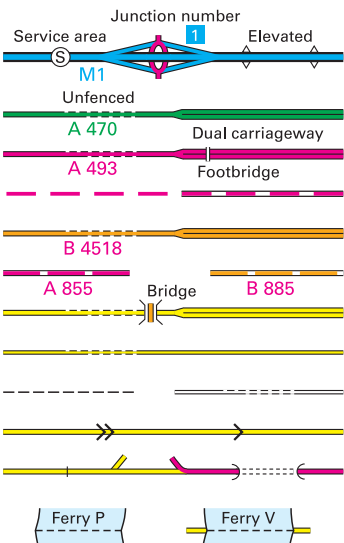 Junction number
Service area 1 Elevated
S
M1
Unfenced
A 470
Dual carriageway
A 493
Footbridge
B 4518
A 855 B 885
Bridge
Ferry P Ferry V